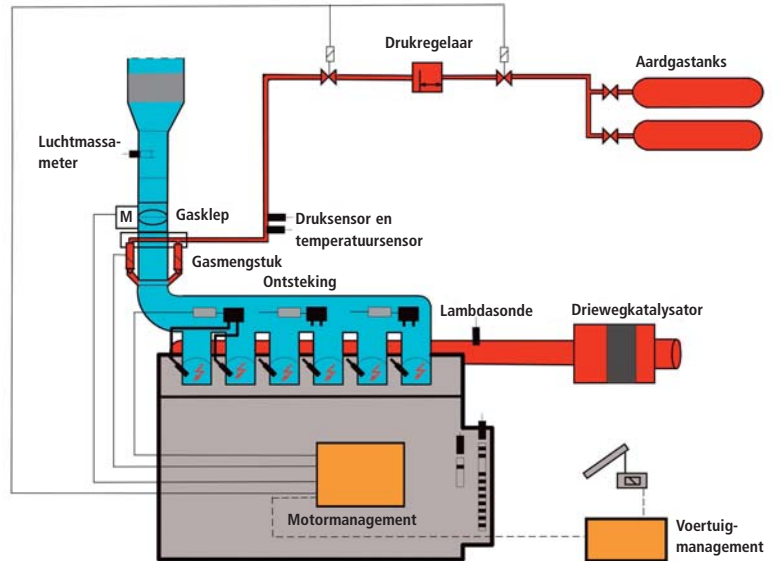 Drukregelaar
Aardgastanks
Luchtmassa-
meter
M
Gasklep
Druksensor en
temperatuursensor
Gasmengstuk
Ontsteking
Lambdasonde
Driewegkatalysator
Motormanagement
Voertuig-
management